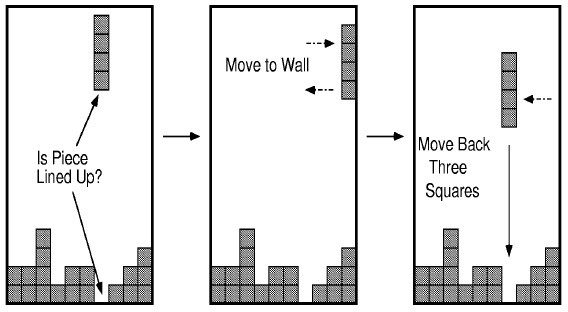 Is Piece
Lined Up?
Move to Wall
Move Back
Three
Squares